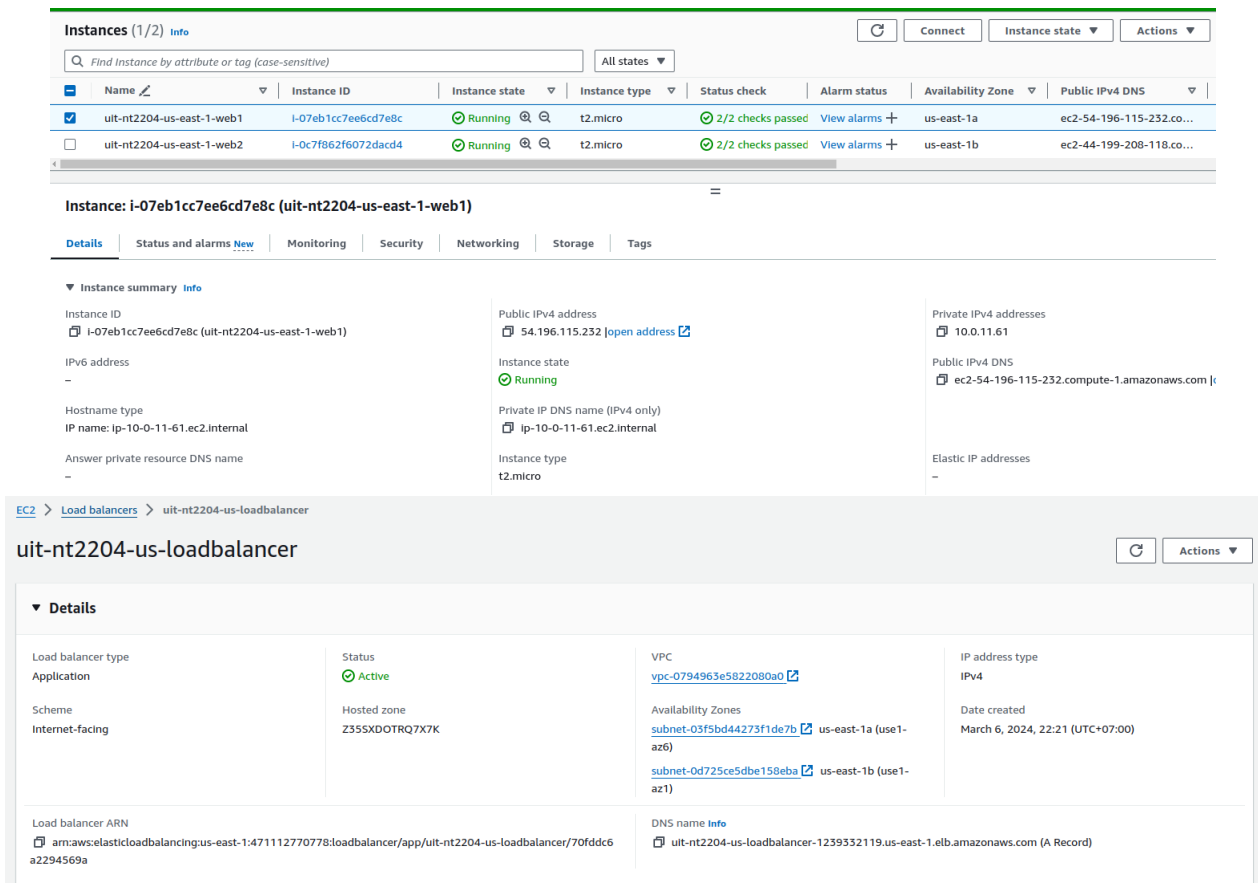 Instances (1/2) Info
Connect
Instance state
Actions
Find Instance by attribute or tag (case-sensitive)
All states
Name Instance ID Instance state Instance type Status check Alarm status Availability Zone Public IPv4 DNS
uit-nt2204-us-east-1-web1 i-07eb1cc7ee6cd7e8c Running t2.micro 2/2 checks passed View alarms us-east-1a ec2-54-196-115-232.co...
uit-nt2204-us-east-1-web2 i-0c7f862f6072dacd4 Running t2.micro 2/2 checks passed View alarms us-east-1b ec2-44-199-208-118.co...
Instance: i-07eb1cc7ee6cd7e8c (uit-nt2204-us-east-1-web1)
Details Status and alarms New Monitoring Security Networking Storage Tags
Instance summary Info
Instance ID Public IPv4 address Private IPv4 addresses
i-07eb1cc7ee6cd7e8c (uit-nt2204-us-east-1-web1) 54.196.115.232 |open address 10.0.11.61
IPv6 address Instance state Public IPv4 DNS
– Running ec2-54-196-115-232.compute-1.amazonaws.com |
Hostname type Private IP DNS name (IPv4 only)
IP name: ip-10-0-11-61.ec2.internal ip-10-0-11-61.ec2.internal
Answer private resource DNS name Instance type Elastic IP addresses
– t2.micro –
EC2 > Load balancers > uit-nt2204-us-loadbalancer
uit-nt2204-us-loadbalancer
Actions
Details
Load balancer type Status VPC IP address type
Application Active vpc-0794963e5822080a0 IPv4
Scheme Hosted zone Availability Zones Date created
Internet-facing Z35SXDOTRQ7X7K subnet-03f5bd44273f1de7b us-east-1a (use1- March 6, 2024, 22:21 (UTC+07:00)
az6)
subnet-0d725ce5dbe158eba us-east-1b (use1-
az1)
Load balancer ARN DNS name Info
arn:aws:elasticloadbalancing:us-east-1:471112770778:loadbalancer/app/uit-nt2204-us-loadbalancer/70fddc6 uit-nt2204-us-loadbalancer-1239332119.us-east-1.elb.amazonaws.com (A Record)
a2294569a